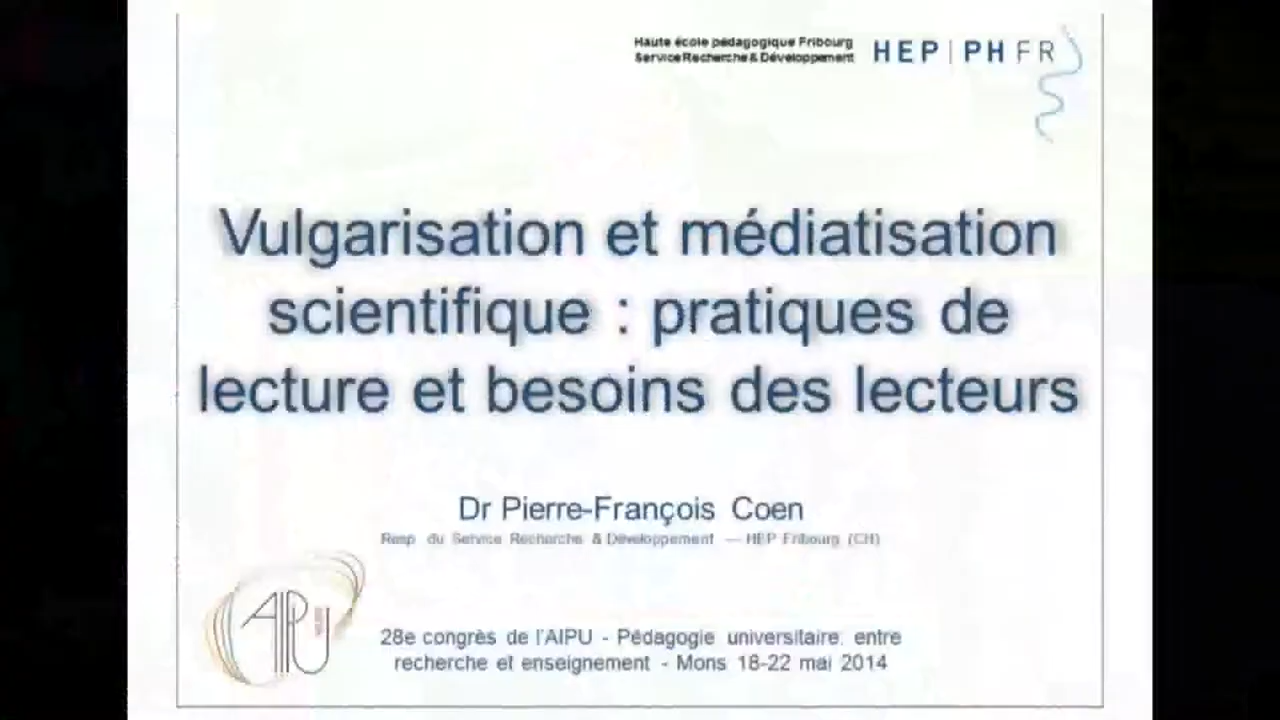 Haute école pédagogique Fribourg
Service Recherche & Développement
HEP | PH FR
Vulgarisation et médiatisation
scientifique : pratiques de
lecture et besoins des lecteurs
Dr Pierre-François Coen
Resp. du Service Recherche & Développement — HEP Fribourg (CH)
AIPU
28e congrès de l'AIPU - Pédagogie universitaire: entre
recherche et enseignement - Mons 18-22 mai 2014